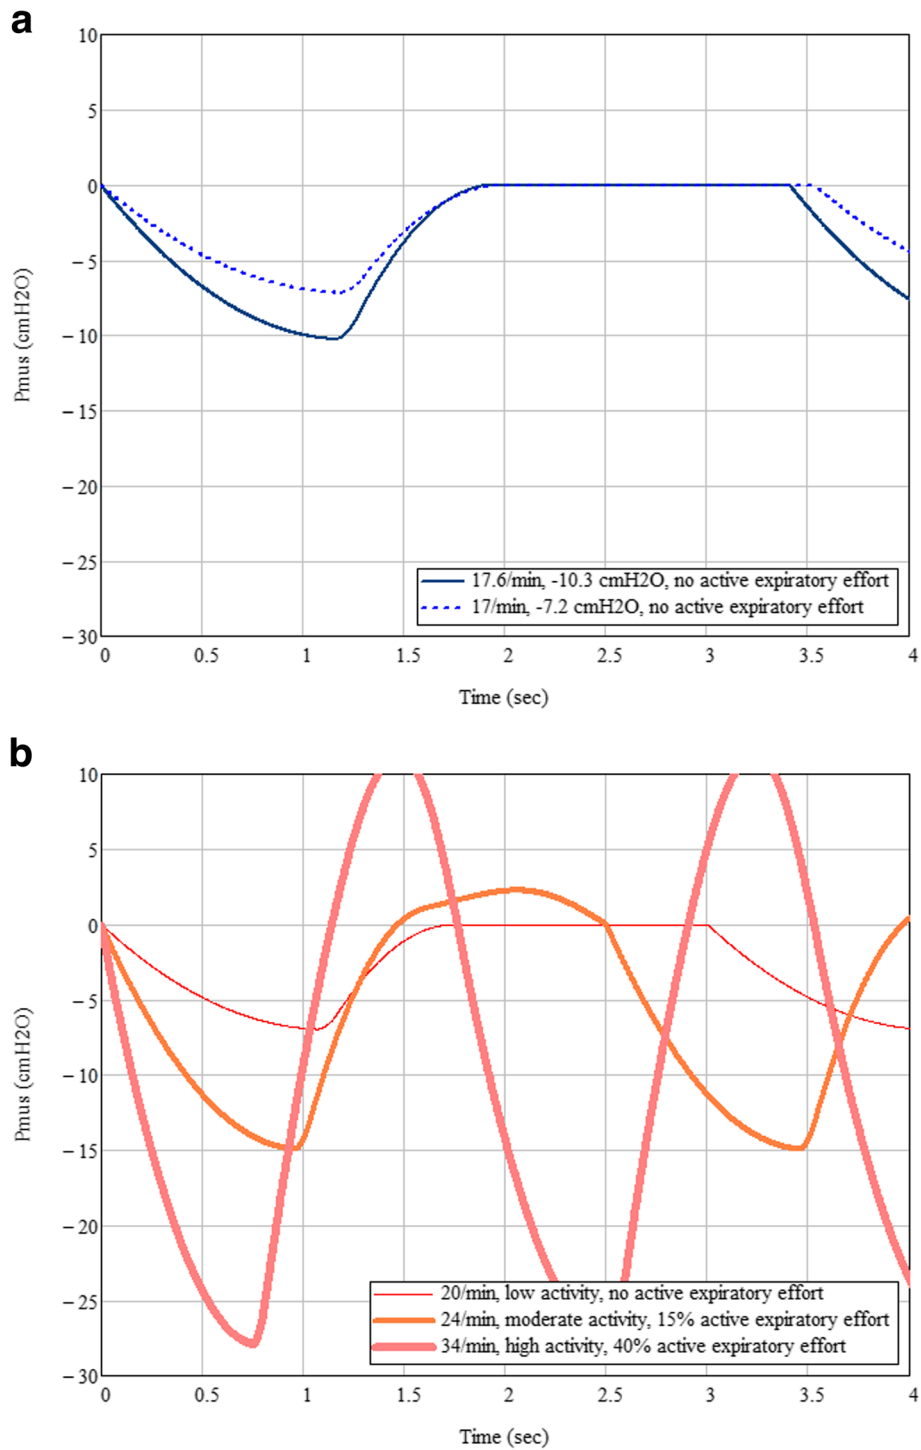 a
10
5
0
−5
−10
−15
−20
−25
−30
Pmus (cmH2O)
17.6/min, -10.3 cmH2O, no active expiratory effort
17/min, -7.2 cmH2O, no active expiratory effort
0 0.5 1 1.5 2 2.5 3 3.5 4
Time (sec)
b
10
5
0
−5
−10
−15
−20
−25
−30
Pmus (cmH2O)
20/min, low activity, no active expiratory effort
24/min, moderate activity, 15% active expiratory effort
34/min, high activity, 40% active expiratory effort
0 0.5 1 1.5 2 2.5 3 3.5 4
Time (sec)